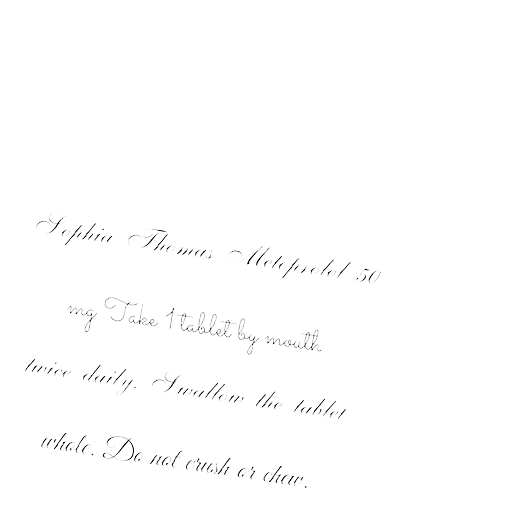 Sophia Thomas Metoprolol 50
mg Take 1 tablet by mouth
twice daily. Swallow the tablet
whole. Do not crush or chew.